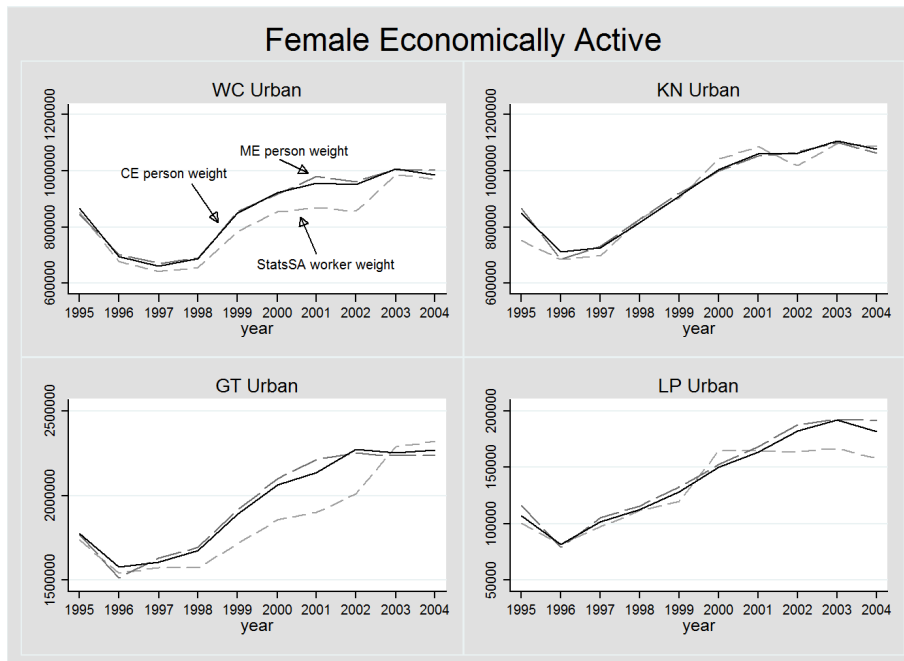 Female Economically Active
WC Urban
1200000
1000000
800000
600000
CE person weight
ME person weight
StatsSA worker weight
1995 1996 1997 1998 1999 2000 2001 2002 2003 2004
year
KN Urban
1200000
1000000
800000
600000
1995 1996 1997 1998 1999 2000 2001 2002 2003 2004
year
GT Urban
2500000
2000000
1500000
1995 1996 1997 1998 1999 2000 2001 2002 2003 2004
year
LP Urban
200000
150000
100000
50000
1995 1996 1997 1998 1999 2000 2001 2002 2003 2004
year